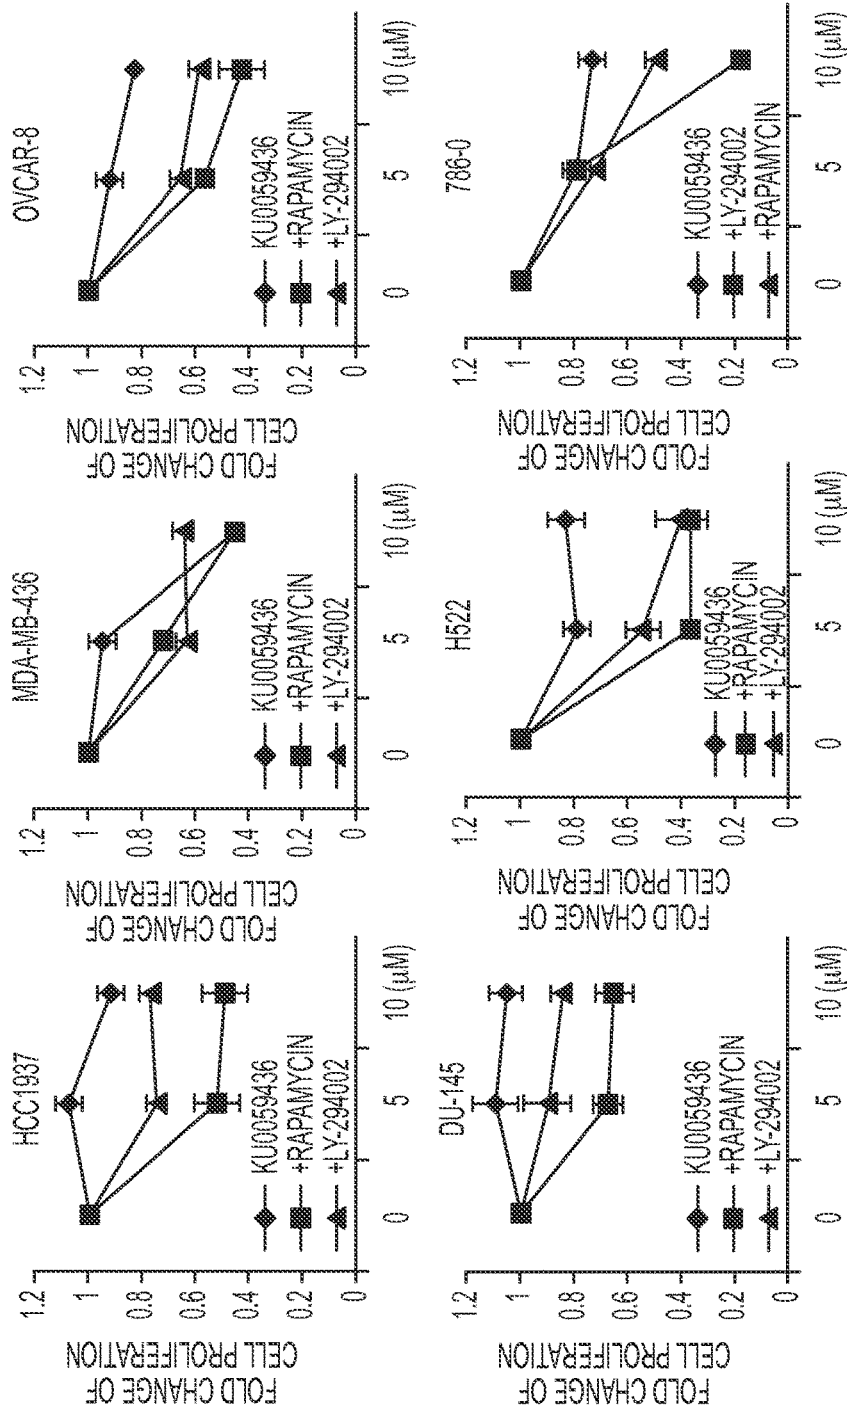 HCC1937
FOLD CHANGE OF
CELL PROLIFERATION
1.2
1
0.8
0.6
0.4
0.2
0
KU0059436
+RAPAMYCIN
+LY-294002
0
5
10 (µM)
MDA-MB-436
FOLD CHANGE OF
CELL PROLIFERATION
1.2
1
0.8
0.6
0.4
0.2
0
KU0059436
+RAPAMYCIN
+LY-294002
0
5
10 (µM)
OVCAR-8
FOLD CHANGE OF
CELL PROLIFERATION
1.2
1
0.8
0.6
0.4
0.2
0
KU0059436
+RAPAMYCIN
+LY-294002
0
5
10 (µM)
DU-145
FOLD CHANGE OF
CELL PROLIFERATION
1.2
1
0.8
0.6
0.4
0.2
0
KU0059436
+RAPAMYCIN
+LY-294002
0
5
10 (µM)
H522
FOLD CHANGE OF
CELL PROLIFERATION
1.2
1
0.8
0.6
0.4
0.2
0
KU0059436
+RAPAMYCIN
+LY-294002
0
5
10 (µM)
786-0
FOLD CHANGE OF
CELL PROLIFERATION
1.2
1
0.8
0.6
0.4
0.2
0
KU0059436
+LY-294002
+RAPAMYCIN
0
5
10 (µM)